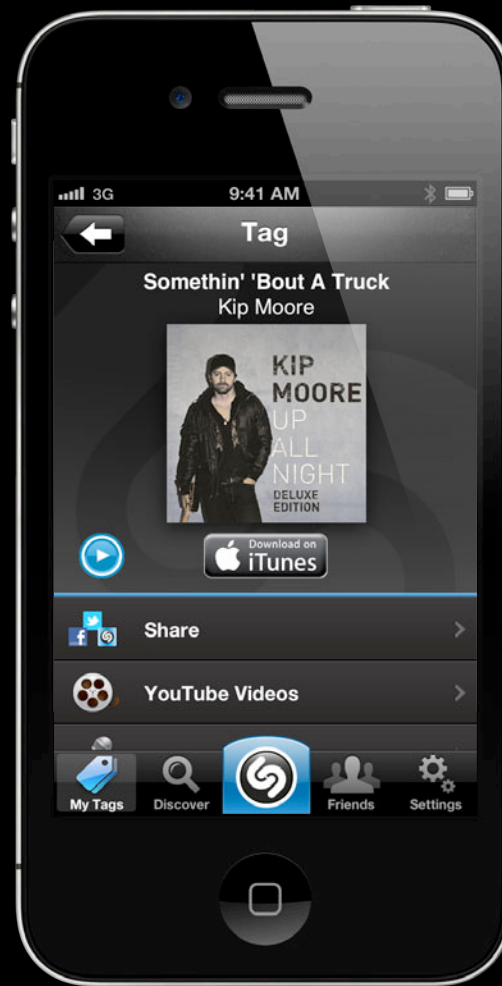 3G 9:41 AM
Tag
Somethin' 'Bout A Truck
Kip Moore
KIP
MOORE
UP
ALL
NIGHT
DELUXE
EDITION
Download on
iTunes
Share
YouTube Videos
My Tags Discover Friends Settings